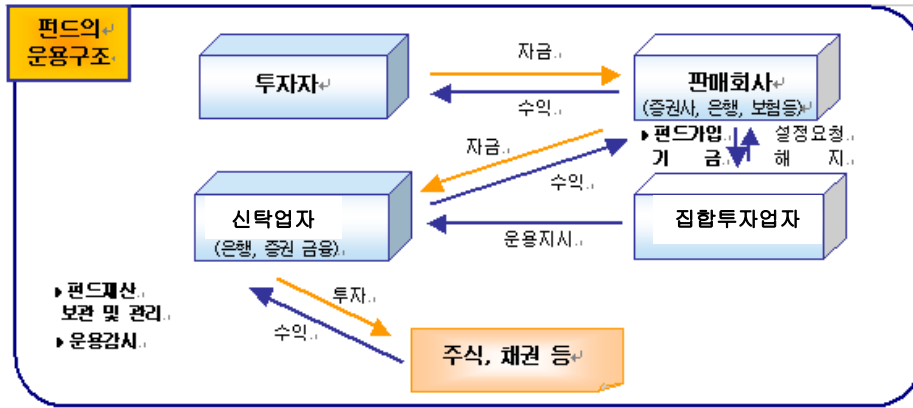 펀드의
운용구조
투자자
자금
수익
판매회사
(증권사, 은행, 보험등)
펀드가입
기 금
설정요청
해 지
자금
수익
신탁업자
(은행, 증권 금융)
운용지시
집합투자업자
펀드재산
보관 및 관리
운용감시
투자
수익
주식, 채권 등